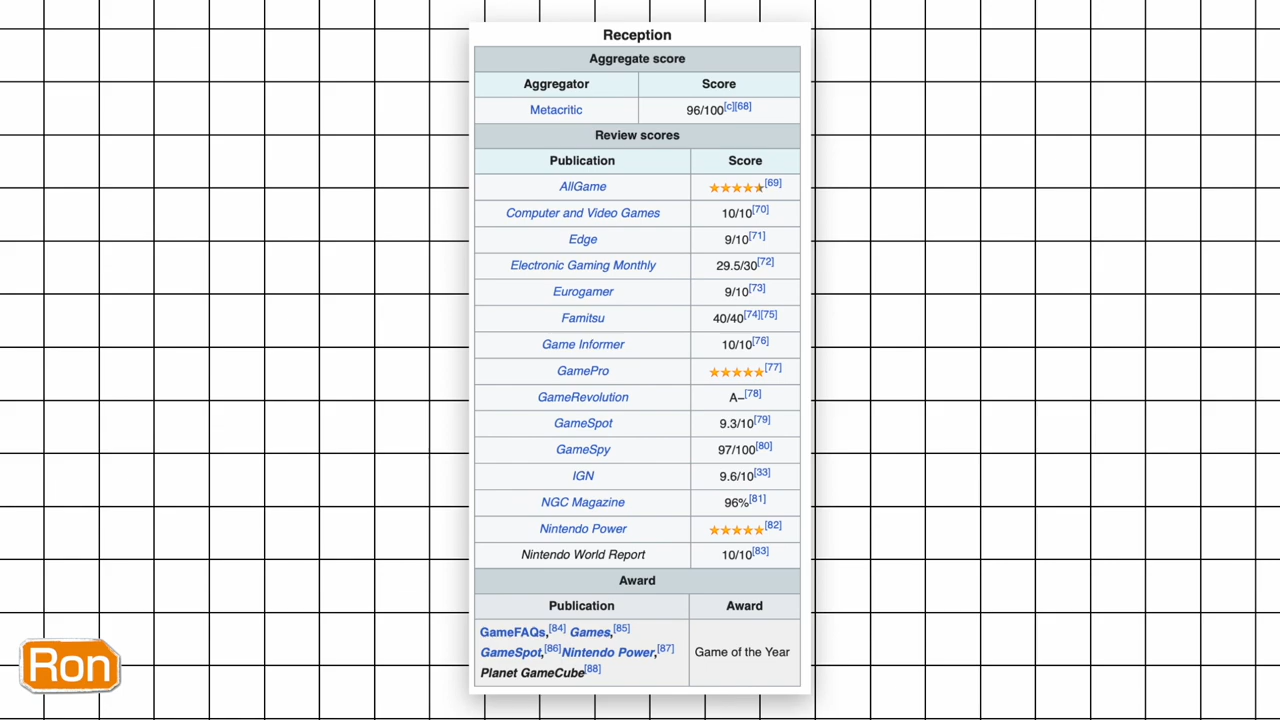 Reception
Aggregate score
Aggregator Score
Metacritic 96/100[c][68]
Review scores
Publication Score
AllGame ★★★★★[69]
Computer and Video Games 10/10[70]
Edge 9/10[71]
Electronic Gaming Monthly 29.5/30[72]
Eurogamer 9/10[73]
Famitsu 40/40[74][75]
Game Informer 10/10[76]
GamePro ★★★★★[77]
GameRevolution A–[78]
GameSpot 9.3/10[79]
GameSpy 97/100[80]
IGN 9.6/10[33]
NGC Magazine 96%[81]
Nintendo Power ★★★★★[82]
Nintendo World Report 10/10[83]
Award
Publication Award
GameFAQs,[84] Games,[85]
GameSpot,[86]Nintendo Power,[87]
Planet GameCube[88]
Game of the Year
Ron